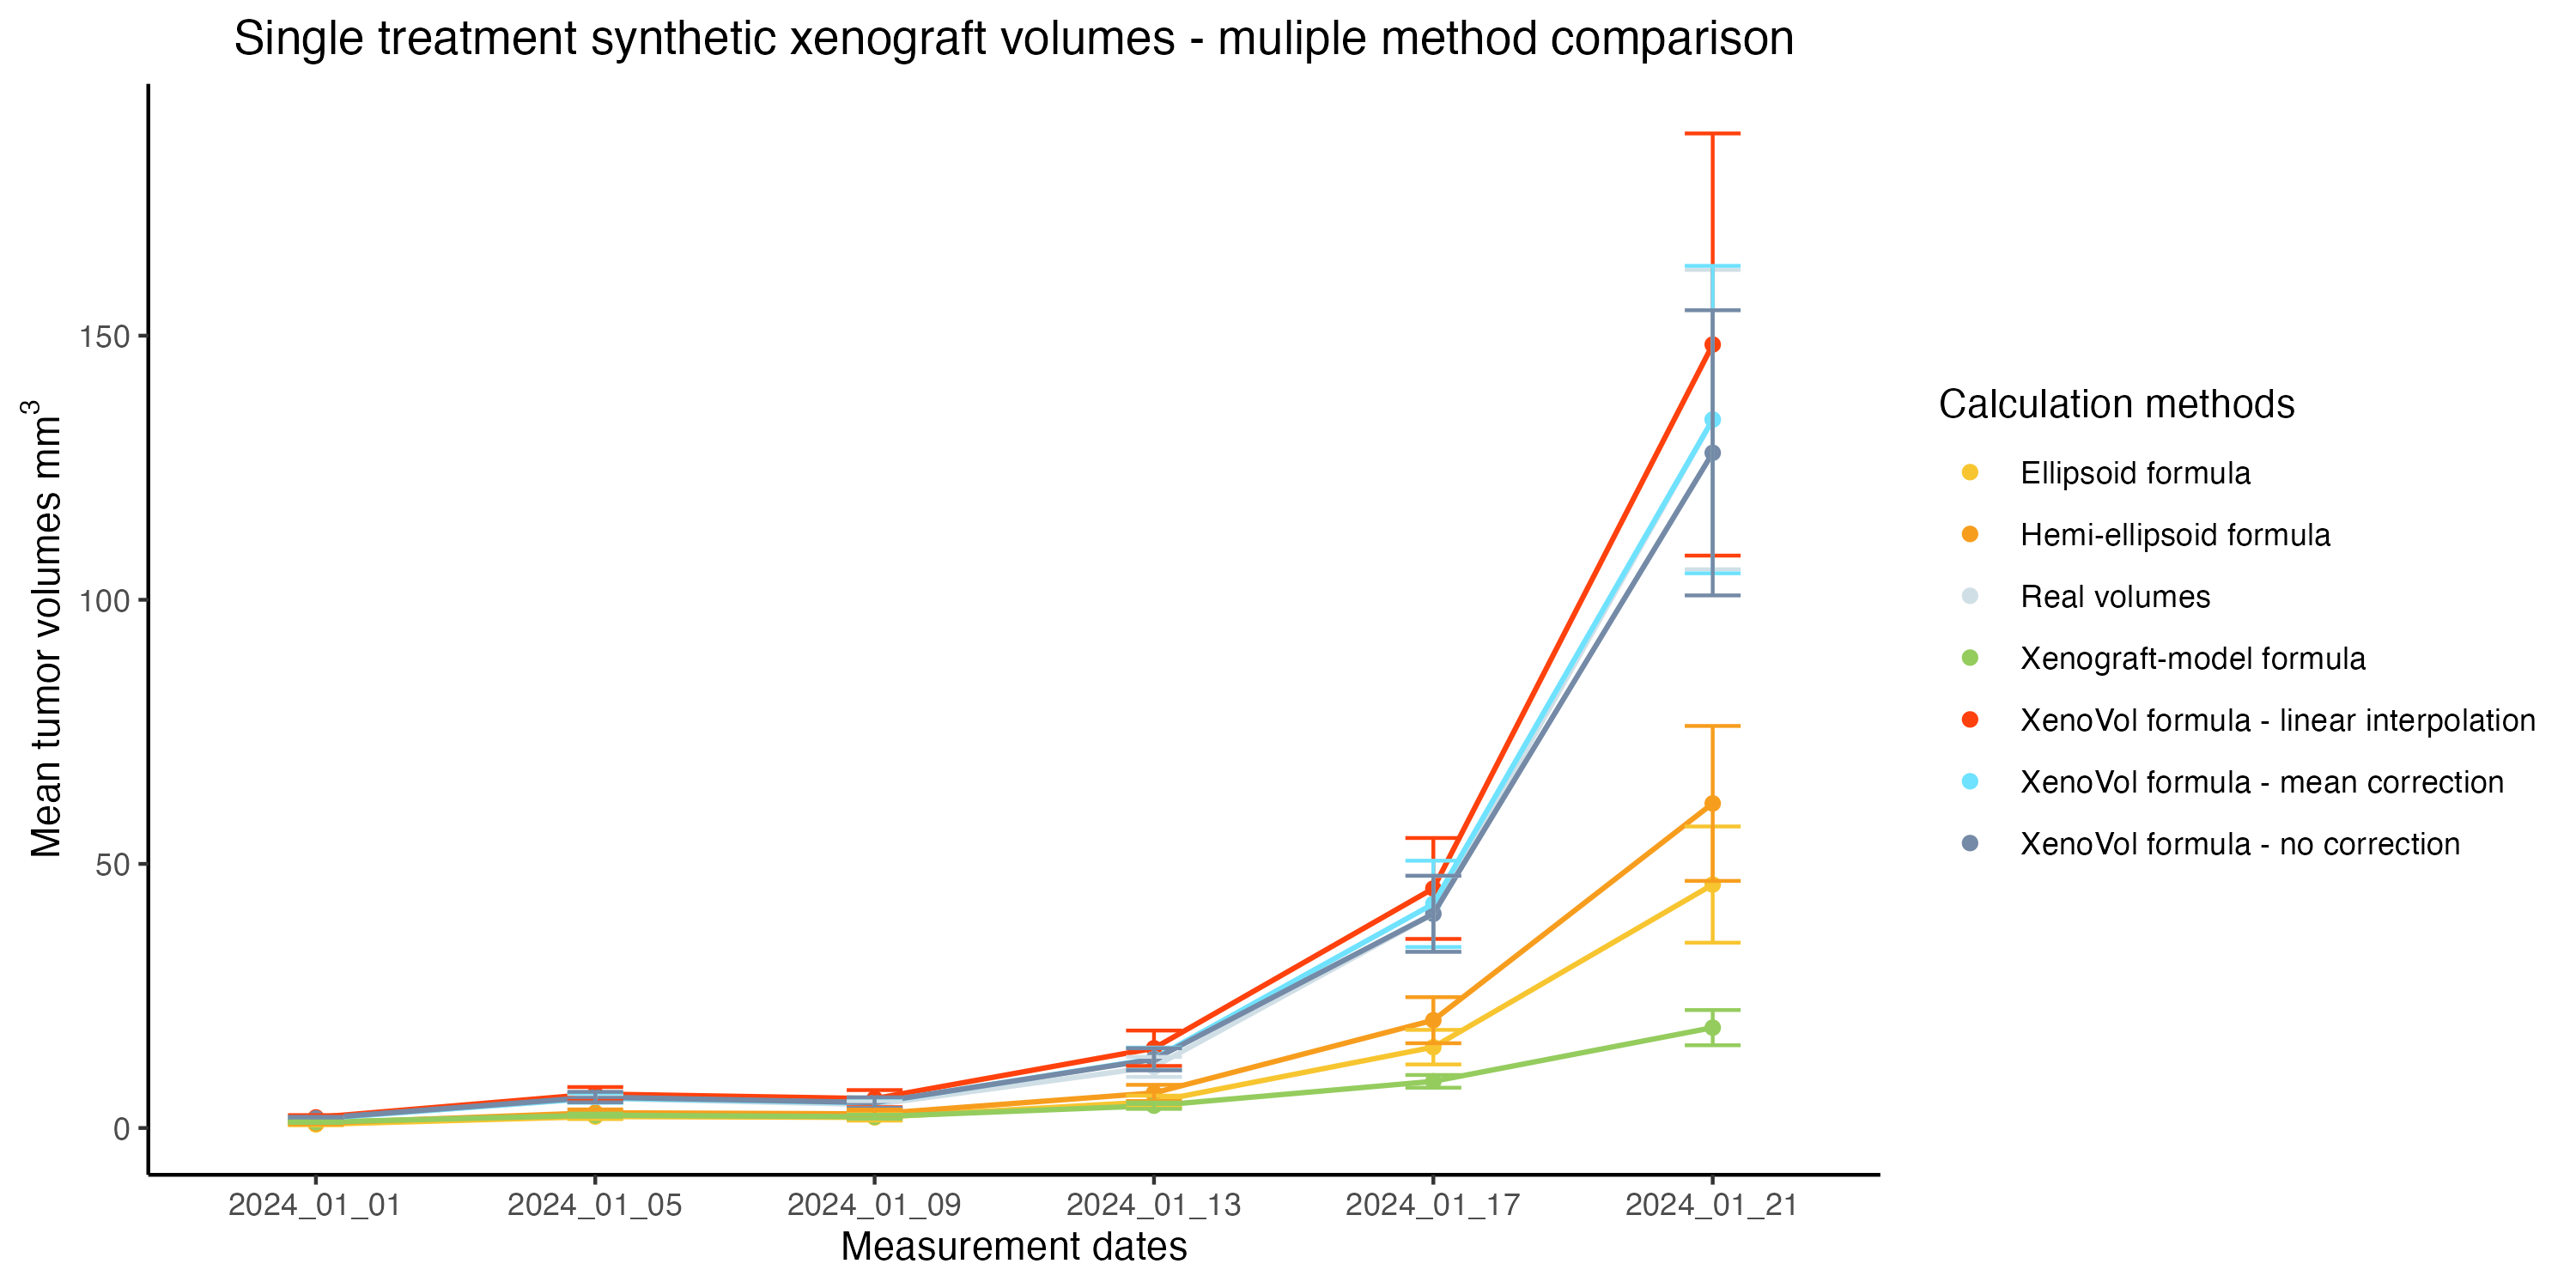 Single treatment synthetic xenograft volumes - muliple method comparison
Mean tumor volumes mm³
150
100
50
0
2024_01_01 2024_01_05 2024_01_09 2024_01_13 2024_01_17 2024_01_21
Measurement dates
Calculation methods
Ellipsoid formula
Hemi-ellipsoid formula
Real volumes
Xenograft-model formula
XenoVol formula - linear interpolation
XenoVol formula - mean correction
XenoVol formula - no correction